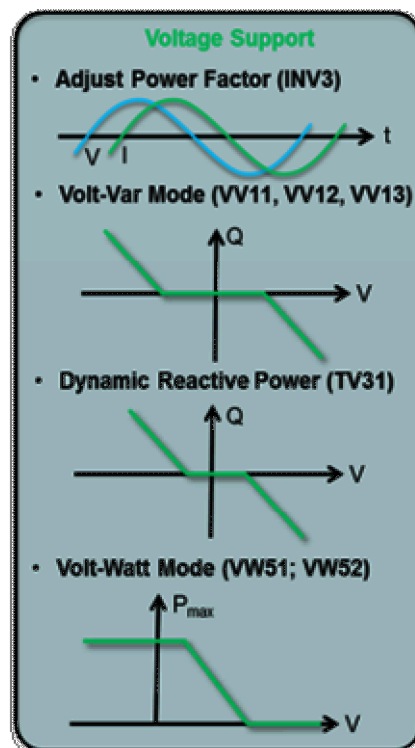 Voltage Support
• Adjust Power Factor (INV3)
V I t
• Volt-Var Mode (VV11, VV12, VV13)
Q
V
• Dynamic Reactive Power (TV31)
Q
V
• Volt-Watt Mode (VW51; VW52)
Pmax
V